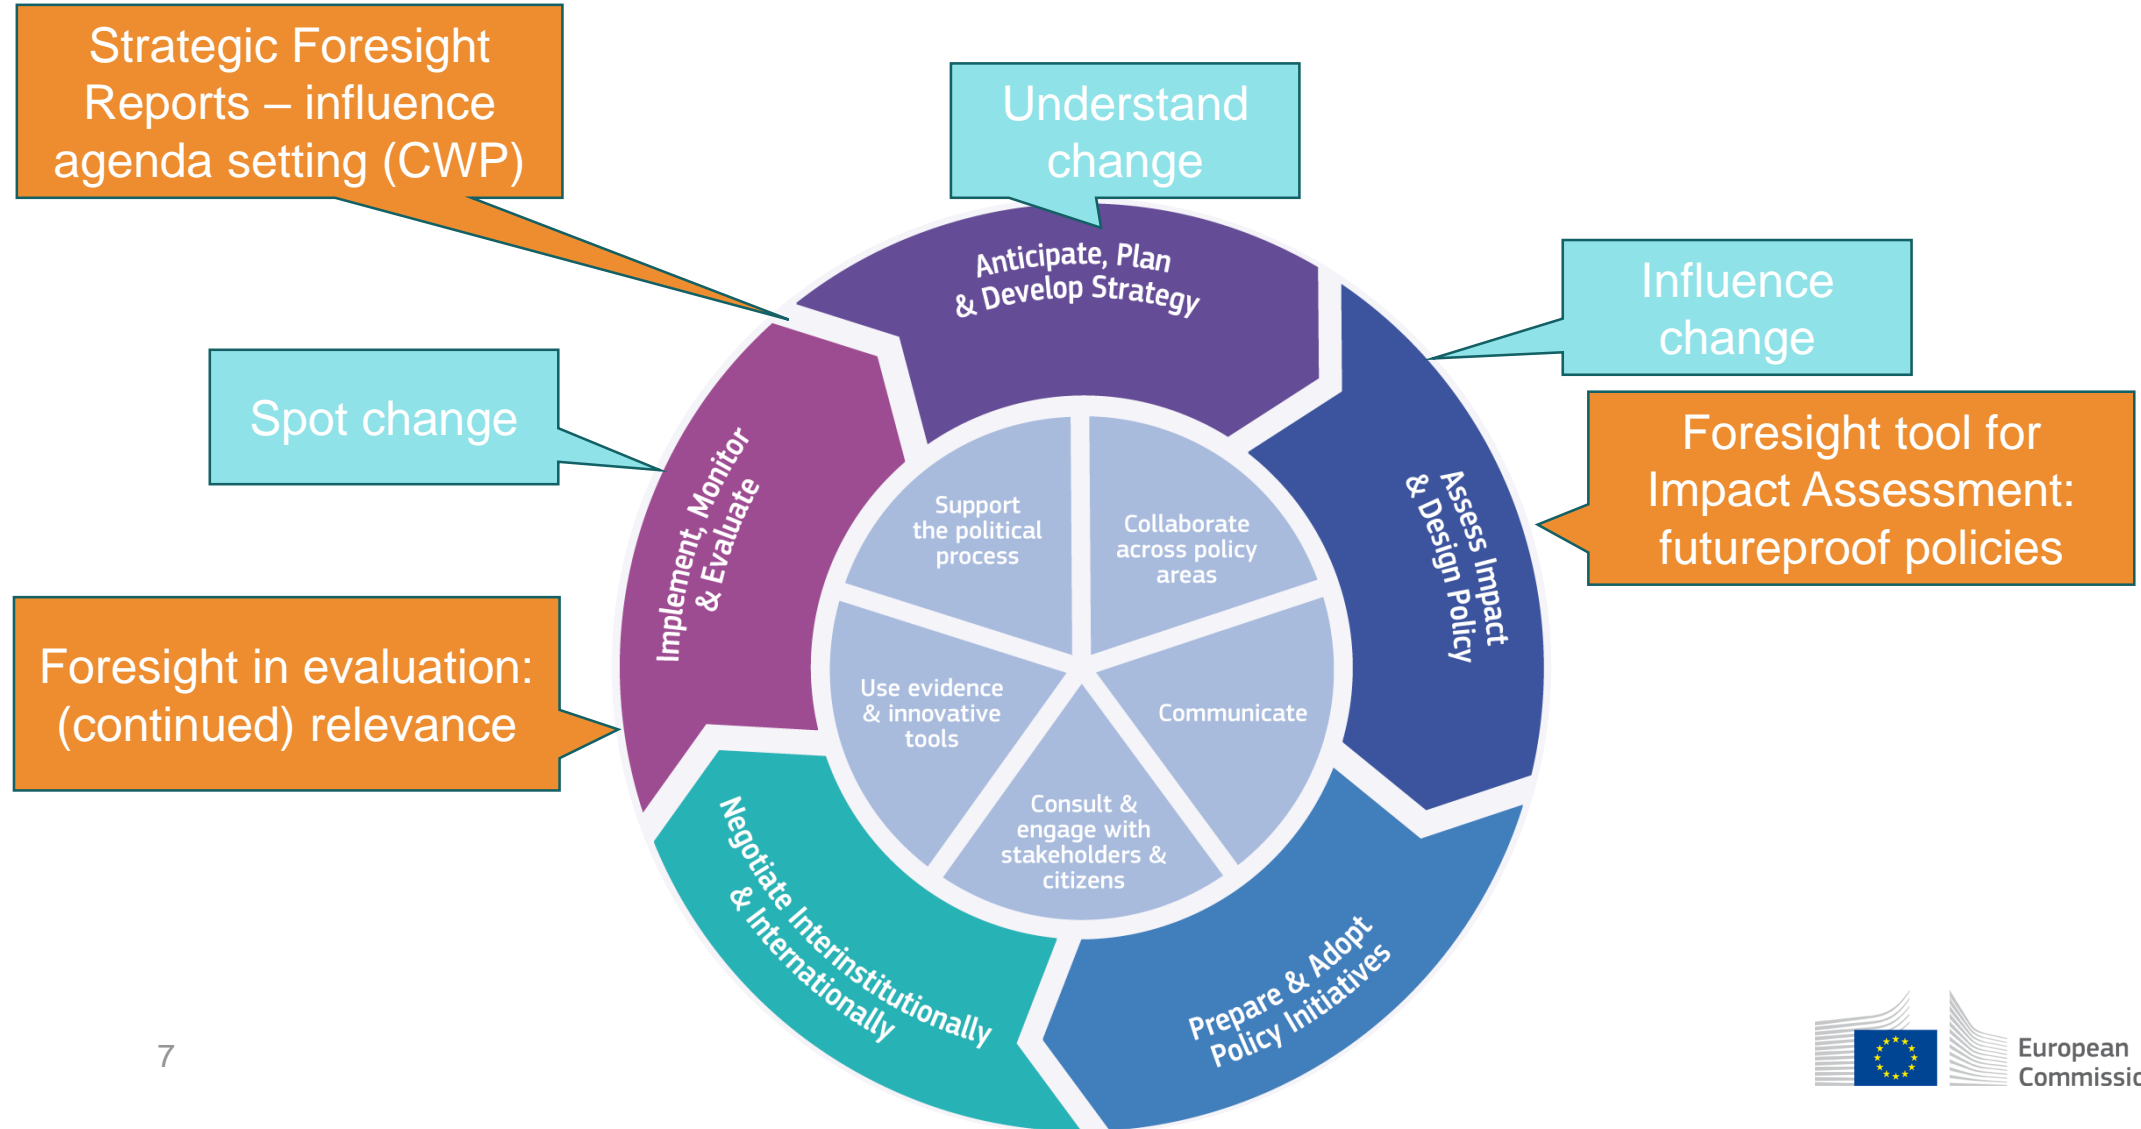 Strategic Foresight
Reports – influence
agenda setting (CWP)
Understand
change
Influence
change
Spot change
Foresight tool for
Impact Assessment:
futureproof policies
Foresight in evaluation:
(continued) relevance
Anticipate, Plan
& Develop Strategy
Assess Impact
& Design Policy
Prepare & Adopt
Policy Initiatives
Negotiate Interinstitutionally
& Internationally
Implement, Monitor
& Evaluate
Support
the political
process
Collaborate
across policy
areas
Communicate
Consult &
engage with
stakeholders &
citizens
Use evidence
& innovative
tools
7
European
Commissio